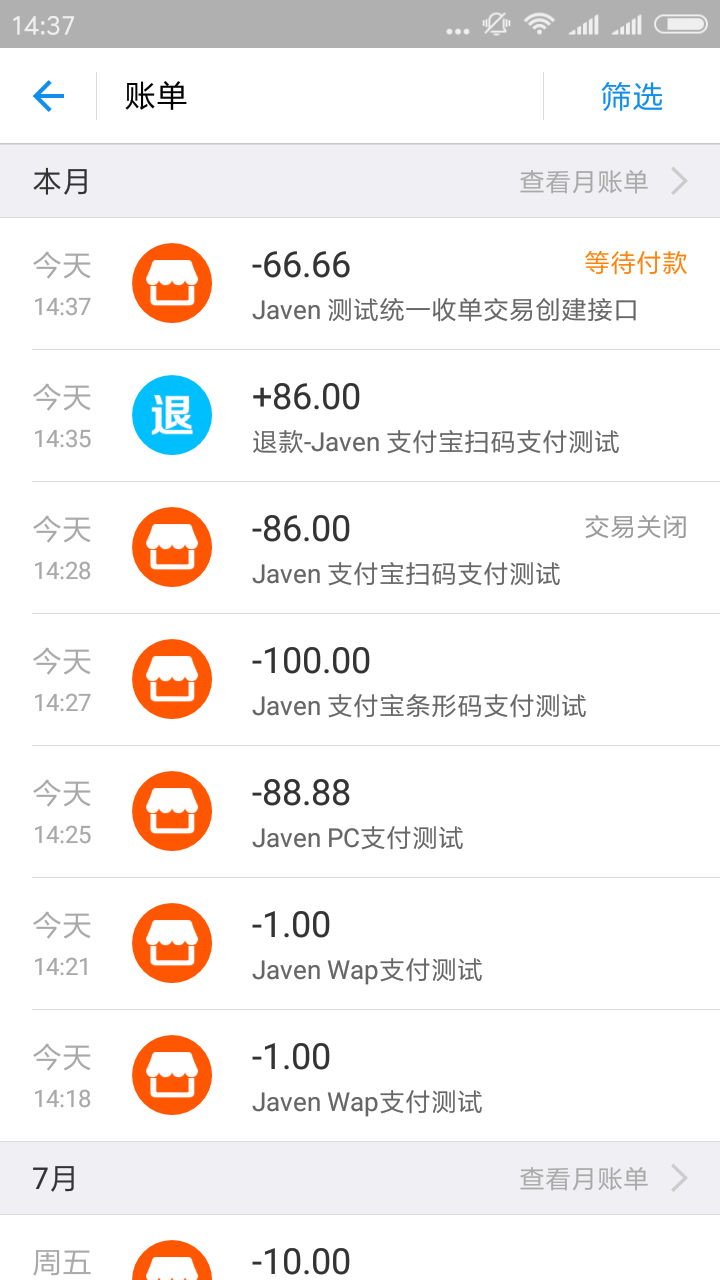 14:37
账单
筛选
本月
查看月账单
今天
14:37
-66.66
等待付款
Javen 测试统一收单交易创建接口
今天
14:35
退
+86.00
退款-Javen 支付宝扫码支付测试
今天
14:28
-86.00
交易关闭
Javen 支付宝扫码支付测试
今天
14:27
-100.00
Javen 支付宝条形码支付测试
今天
14:25
-88.88
Javen PC支付测试
今天
14:21
-1.00
Javen Wap支付测试
今天
14:18
-1.00
Javen Wap支付测试
7月
查看月账单
周五
-10.00